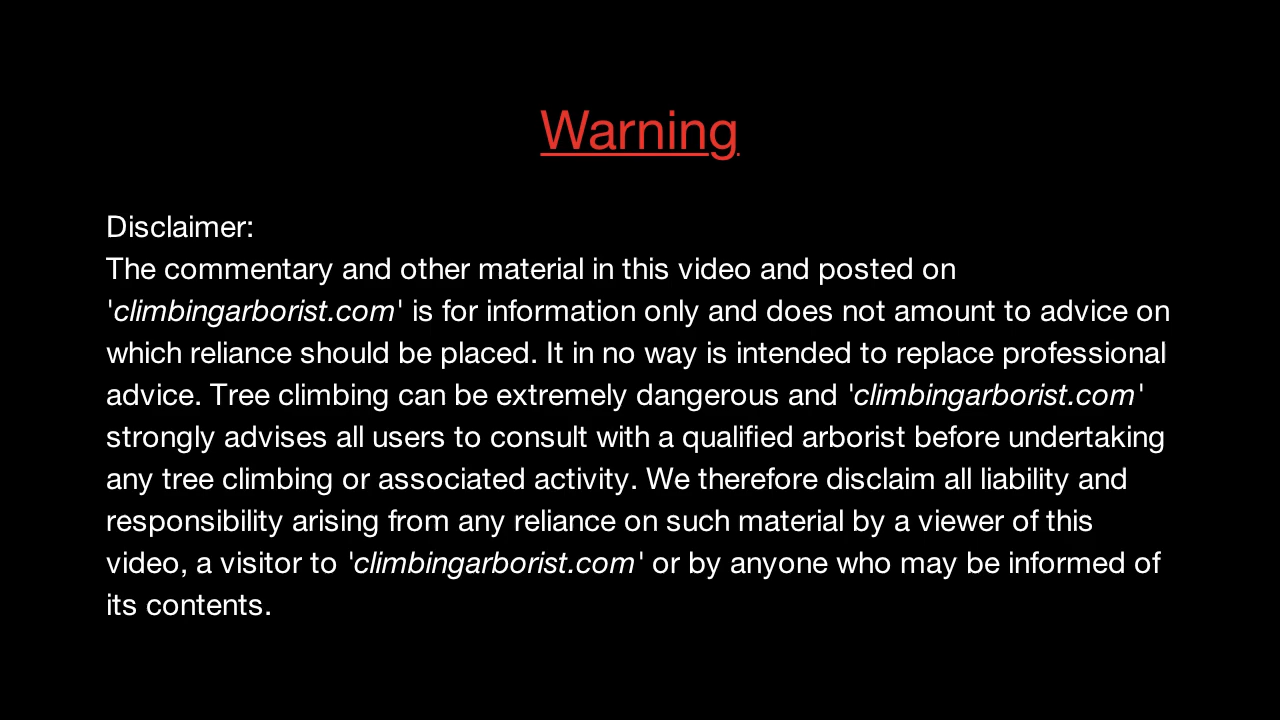 Warning
Disclaimer:
The commentary and other material in this video and posted on
'climbingarborist.com' is for information only and does not amount to advice on
which reliance should be placed. It in no way is intended to replace professional
advice. Tree climbing can be extremely dangerous and 'climbingarborist.com'
strongly advises all users to consult with a qualified arborist before undertaking
any tree climbing or associated activity. We therefore disclaim all liability and
responsibility arising from any reliance on such material by a viewer of this
video, a visitor to 'climbingarborist.com' or by anyone who may be informed of
its contents.